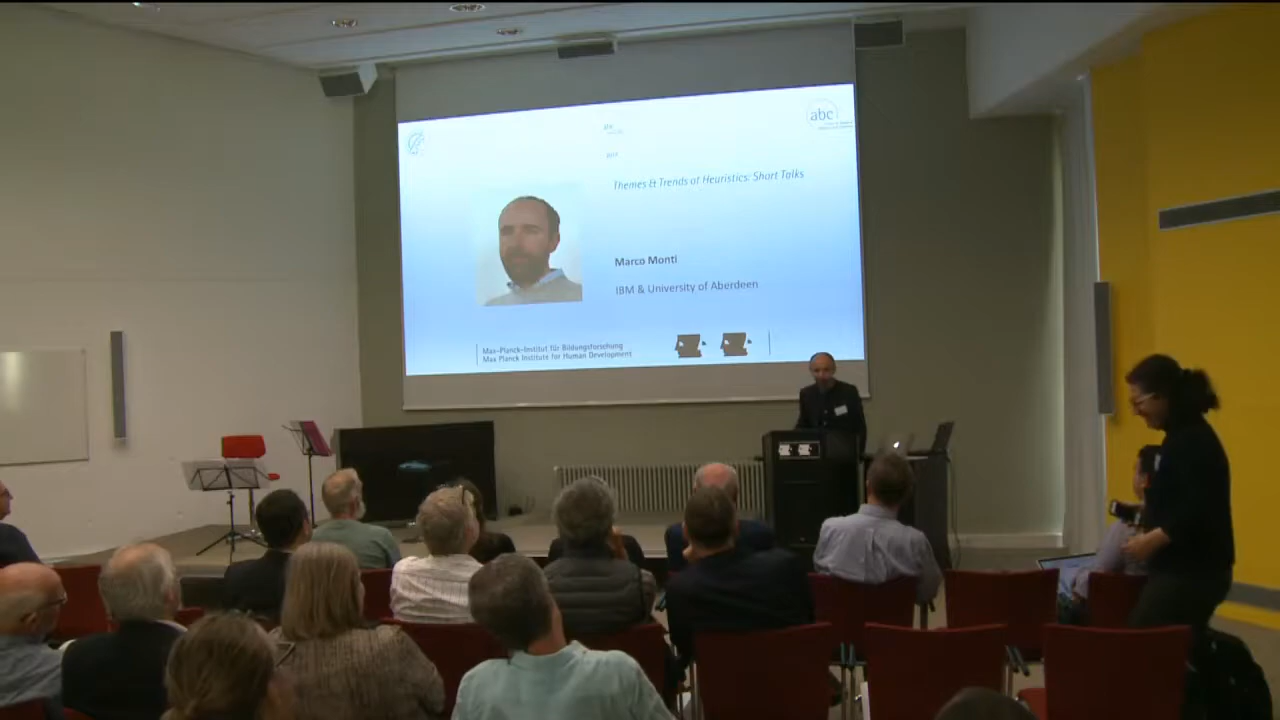 abc
Themes & Trends of Heuristics: Short Talks
Marco Monti
IBM & University of Aberdeen
Max-Planck-Institut für Bildungsforschung
Max Planck Institute for Human Development